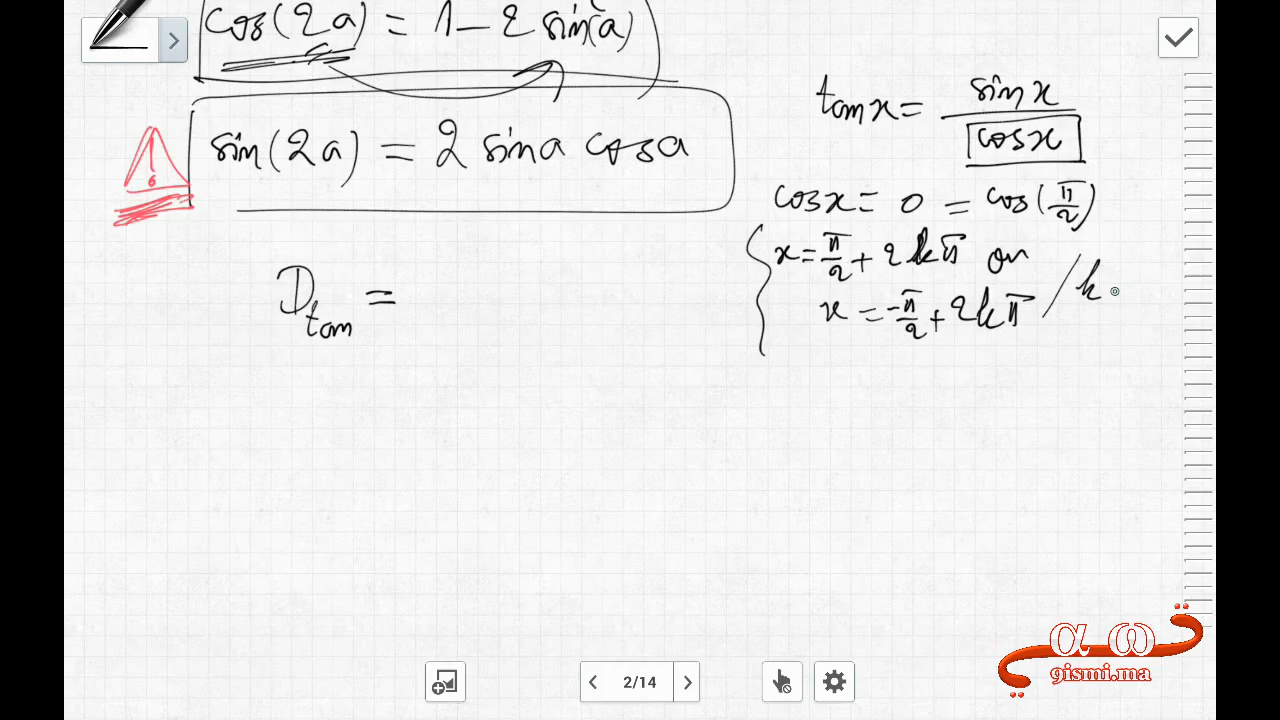 cos(2a) = 1 - 2 sin²(a)
sin(2a) = 2 sina cosa
6
D_tan =
tan x = sin x / cos x
cos x = 0 = cos(π/2)
x = π/2 + 2kπ ou
x = -π/2 + 2kπ / k
2/14
α ω
gismi.ma